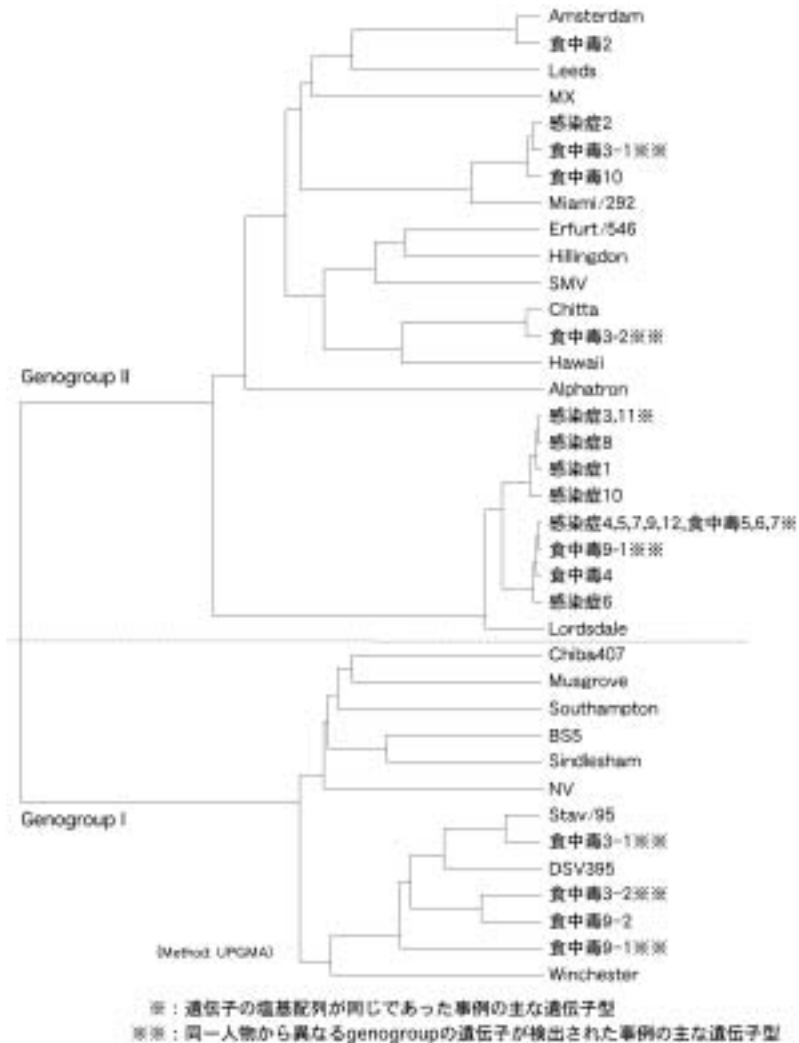 Amsterdam
食中毒2
Leeds
MX
感染症2
食中毒3-1※※
食中毒10
Miami/292
Erfurt/546
Hillingdon
SMV
Chitta
食中毒3-2※※
Hawaii
Genogroup II
Alphatron
感染症3,11※
感染症8
感染症1
感染症10
感染症4,5,7,9,12,食中毒5,6,7※
食中毒9-1※※
食中毒4
感染症6
Lordsdale
Chiba407
Musgrove
Southampton
BS5
Sindlesham
NV
Genogroup I
Stav/95
食中毒3-1※※
DSV395
食中毒3-2※※
食中毒9-2
食中毒9-1※※
(Method: UPGMA)
Winchester
※：遺伝子の塩基配列が同じであった事例の主な遺伝子型
※※：同一人物から異なるgenogroupの遺伝子が検出された事例の主な遺伝子型